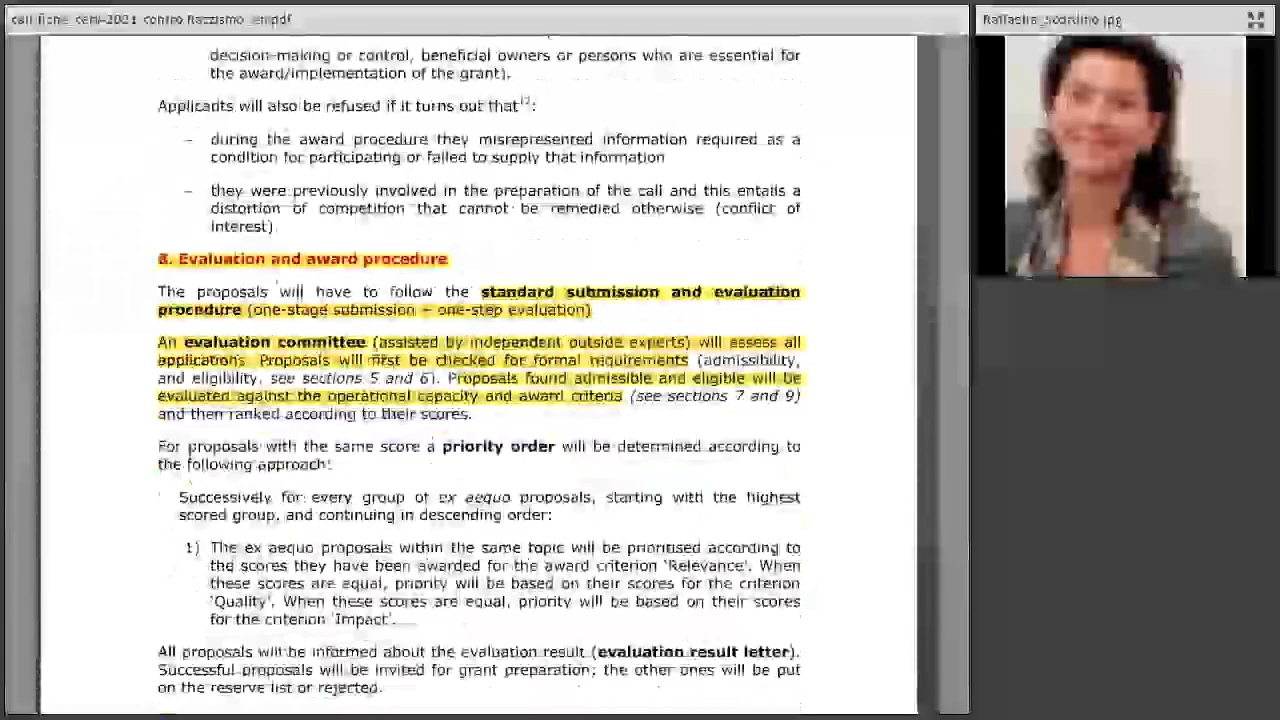 decision-making or control, beneficial owners or persons who are essential for
the award/implementation of the grant).
Applicants will also be refused if it turns out that12:
– during the award procedure they misrepresented information required as a
condition for participating or failed to supply that information
– they were previously involved in the preparation of the call and this entails a
distortion of competition that cannot be remedied otherwise (conflict of
interest).
8. Evaluation and award procedure
The proposals will have to follow the standard submission and evaluation
procedure (one-stage submission + one-step evaluation)
An evaluation committee (assisted by independent outside experts) will assess all
applications. Proposals will first be checked for formal requirements (admissibility,
and eligibility, see sections 5 and 6). Proposals found admissible and eligible will be
evaluated against the operational capacity and award criteria (see sections 7 and 9)
and then ranked according to their scores.
For proposals with the same score a priority order will be determined according to
the following approach:
Successively for every group of ex aequo proposals, starting with the highest
scored group, and continuing in descending order:
1) The ex aequo proposals within the same topic will be prioritised according to
the scores they have been awarded for the award criterion 'Relevance'. When
these scores are equal, priority will be based on their scores for the criterion
'Quality'. When these scores are equal, priority will be based on their scores
for the criterion 'Impact'.
All proposals will be informed about the evaluation result (evaluation result letter).
Successful proposals will be invited for grant preparation; the other ones will be put
on the reserve list or rejected.